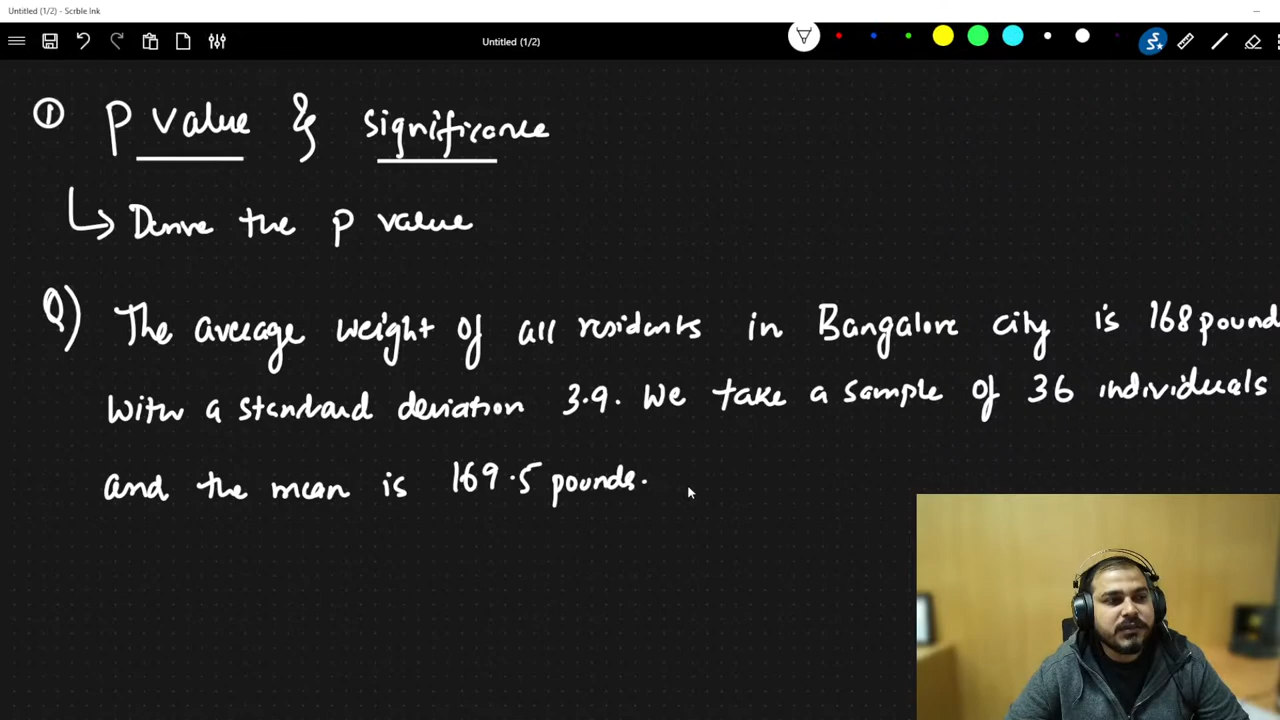 Untitled (1/2) - Scrble Ink
Untitled (1/2)
① P value & significance
↳ Derive the p value
Q) The average weight of all residents in Bangalore city is 168 pounds
with a standard deviation 3.9. We take a sample of 36 individuals
and the mean is 169.5 pounds.